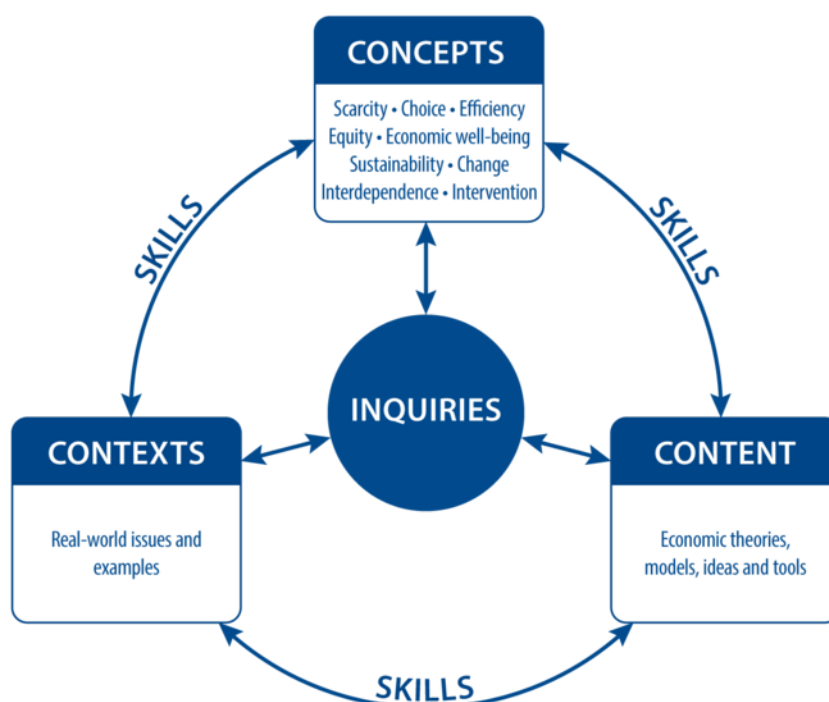 CONCEPTS
Scarcity • Choice • Efficiency
Equity • Economic well-being
Sustainability • Change
Interdependence • Intervention
SKILLS
SKILLS
INQUIRIES
CONTEXTS
Real-world issues and
examples
CONTENT
Economic theories,
models, ideas and tools
SKILLS